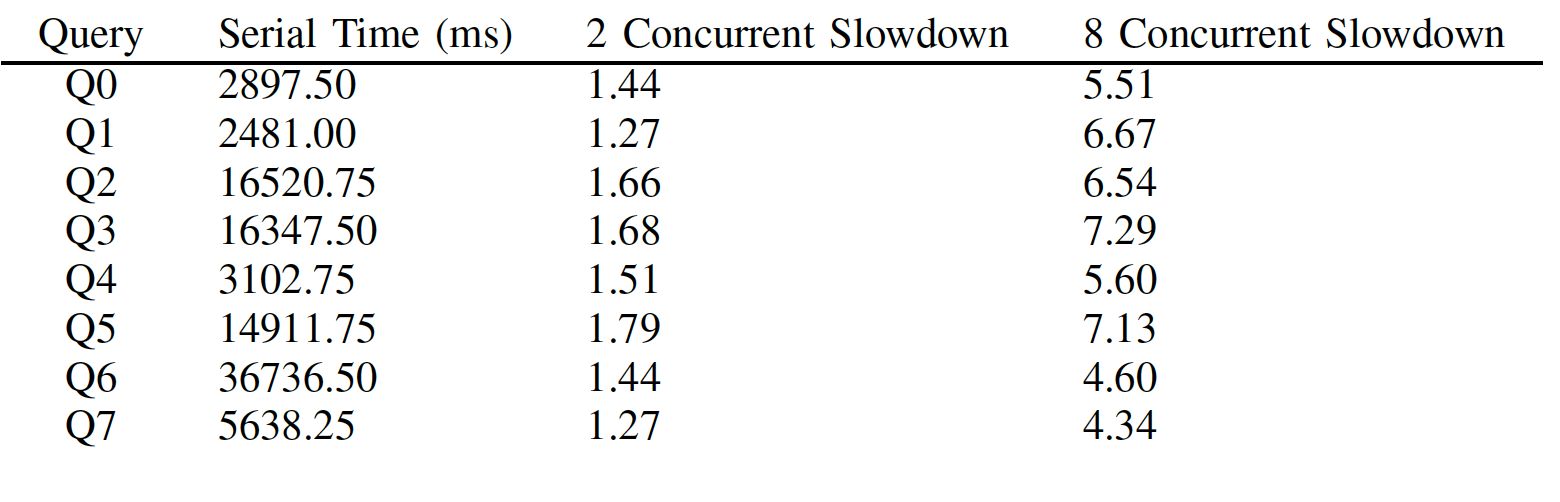 Query Serial Time (ms) 2 Concurrent Slowdown 8 Concurrent Slowdown
Q0 2897.50 1.44 5.51
Q1 2481.00 1.27 6.67
Q2 16520.75 1.66 6.54
Q3 16347.50 1.68 7.29
Q4 3102.75 1.51 5.60
Q5 14911.75 1.79 7.13
Q6 36736.50 1.44 4.60
Q7 5638.25 1.27 4.34